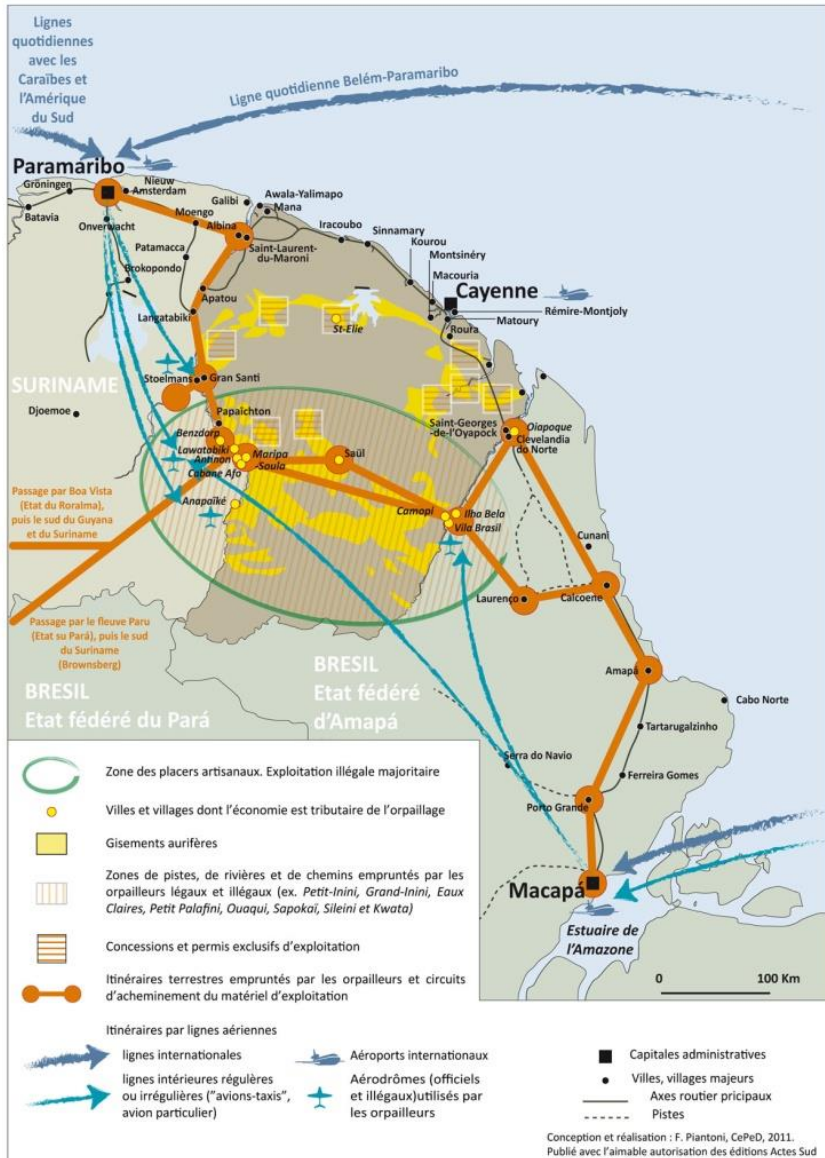 Lignes
quotidiennes
avec les
Caraïbes et
l'Amérique
du Sud
Ligne quotidienne Belém-Paramaribo
Paramaribo
Gröningen
Nieuw
Amsterdam
Batavia
Onverwacht
Galibi
Awala-Yalimapo
Mana
Moengo
Albina
Saint-Laurent-
du-Maroni
Iracoubo
Sinnamary
Kourou
Montsinéry
Macouria
Cayenne
Rémire-Montjoly
Matoury
Roura
Patamacca
Brokopondo
Apatou
Langatabiki
St-Elie
SURINAME
Stoelmans
Gran Santi
Djoemoe
Papaïchton
Benzdorp
Lawatabiki
Antinon
Cabane Afo
Maripa
-Soula
Saül
Anapaïké
Saint-Georges
-de-l'Oyapock
Oiapoque
Clevelandia
do Norte
Camopi
Ilha Bela
Vila Brasil
Passage par Boa Vista
(Etat du Roraima),
puis le sud du Guyana
et du Suriname
Passage par le fleuve Paru
(Etat su Pará), puis le sud
du Suriname
(Brownsberg)
Cunani
Laurenço
Calcoene
BRESIL
Etat fédéré du Pará
BRESIL
Etat fédéré
d'Amapá
Amapá
Cabo Norte
Tartarugalzinho
Serra do Navio
Ferreira Gomes
Porto Grande
Macapá
Estuaire de
l'Amazone
0 100 Km
Zone des placers artisanaux. Exploitation illégale majoritaire
Villes et villages dont l'économie est tributaire de l'orpaillage
Gisements aurifères
Zones de pistes, de rivières et de chemins empruntés par les
orpailleurs légaux et illégaux (ex. Petit-Inini, Grand-Inini, Eaux
Claires, Petit Palafini, Ouaqui, Sapokaï, Sileini et Kwata)
Concessions et permis exclusifs d'exploitation
Itinéraires terrestres empruntés par les orpailleurs et circuits
d'acheminement du matériel d'exploitation
Itinéraires par lignes aériennes
lignes internationales
lignes intérieures régulères
ou irrégulières ("avions-taxis",
avion particulier)
Aéroports internationaux
Aérodrômes (officiels
et illégaux)utilisés par
les orpailleurs
Capitales administratives
Villes, villages majeurs
Axes routier pricipaux
Pistes
Conception et réalisation : F. Piantoni, CePeD, 2011.
Publié avec l'aimable autorisation des éditions Actes Sud